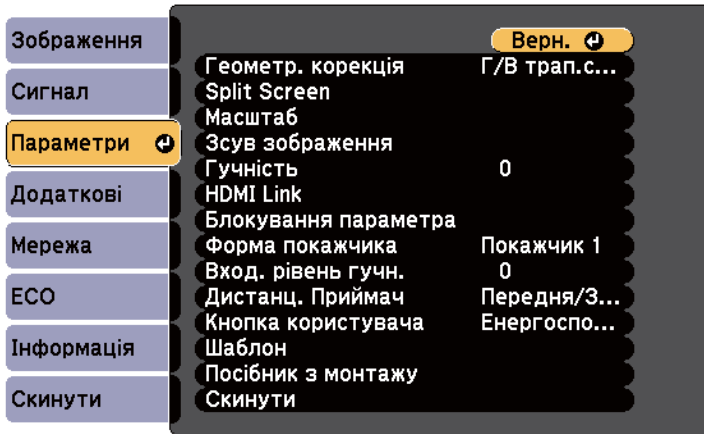 Зображення
Сигнал
Параметри
Додаткові
Мережа
ECO
Інформація
Скинути
Верн.
Геометр. корекція Г/В трап.с...
Split Screen
Масштаб
Зсув зображення
Гучність 0
HDMI Link
Блокування параметра
Форма покажчика Покажчик 1
Вход. рівень гучн. 0
Дистанц. Приймач Передня/З...
Кнопка користувача Енергоспо...
Шаблон
Посібник з монтажу
Скинути